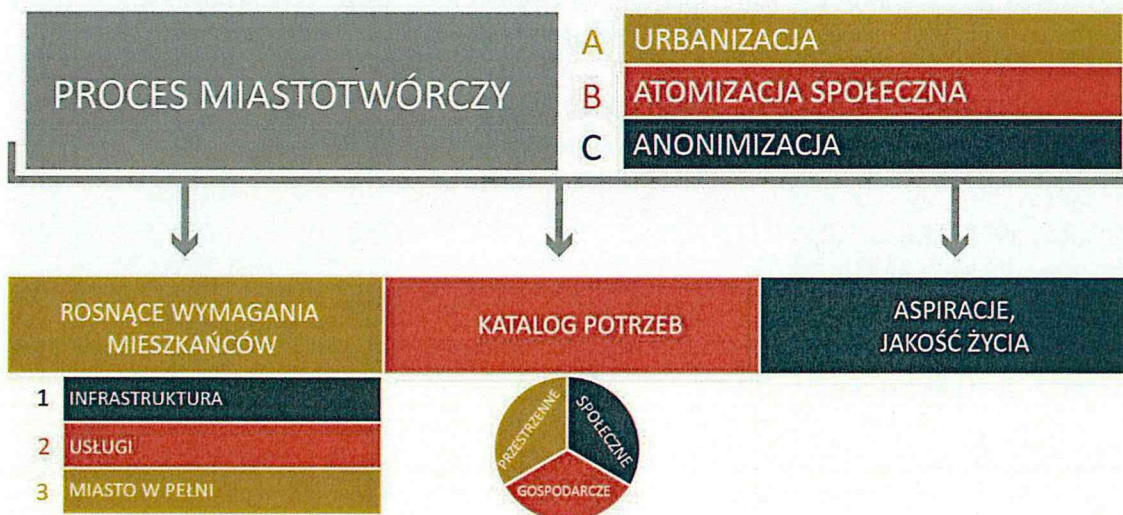 PROCES MIASTOTWÓRCZY
A URBANIZACJA
B ATOMIZACJA SPOŁECZNA
C ANONIMIZACJA
ROSNĄCE WYMAGANIA
MIESZKAŃCÓW
KATALOG POTRZEB
ASPIRACJE,
JAKOŚĆ ŻYCIA
1 INFRASTRUKTURA
2 USŁUGI
3 MIASTO W PEŁNI
PRZESTRZENNE
SPOŁECZNE
GOSPODARCZE